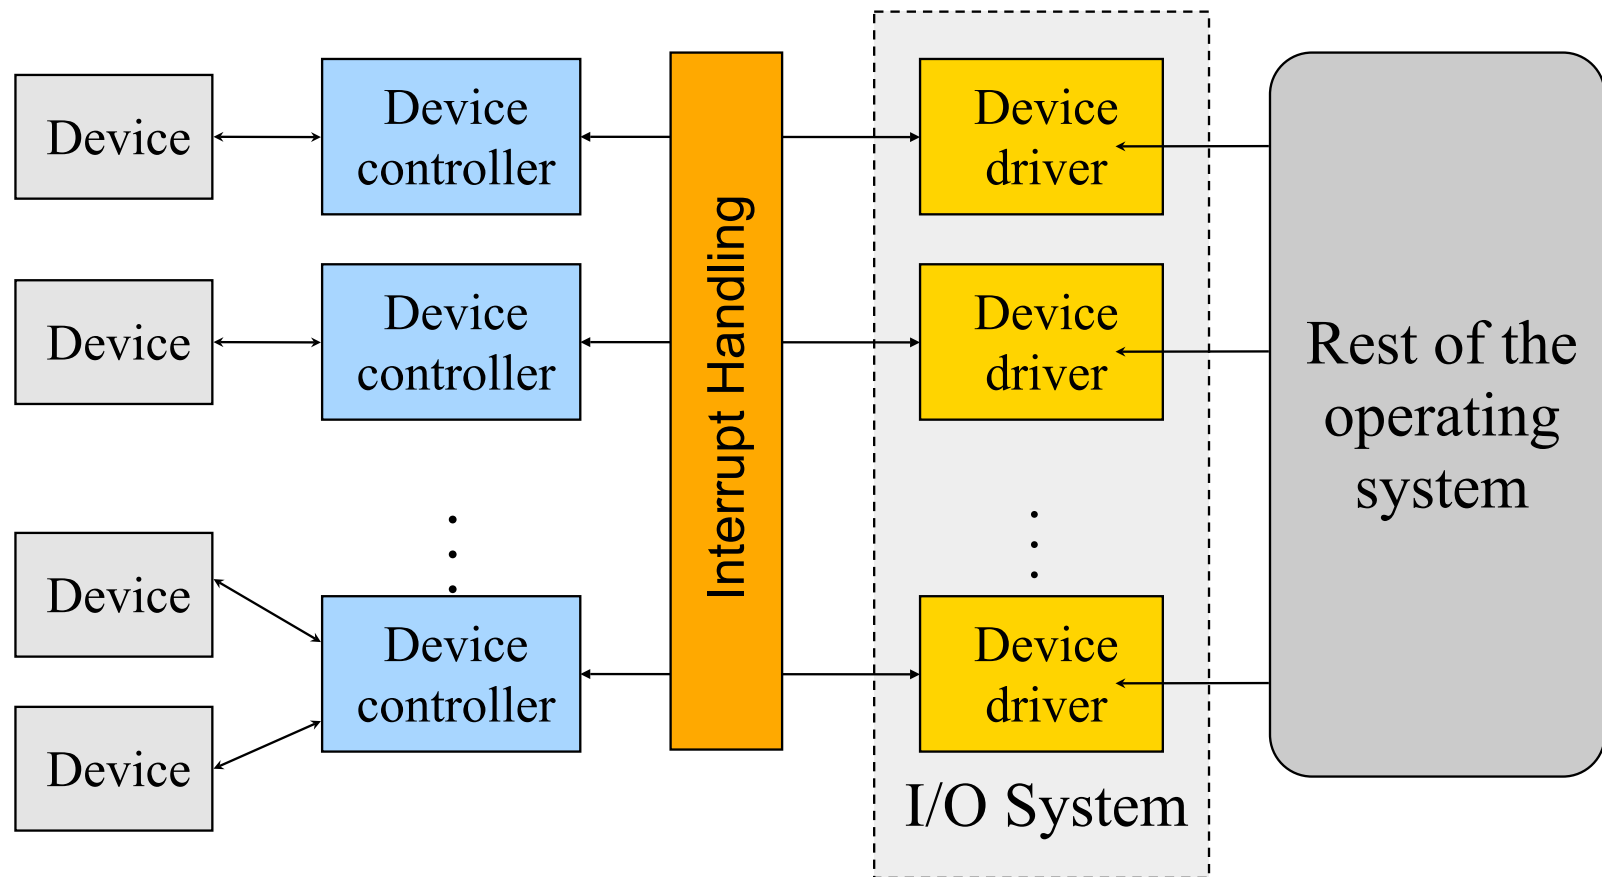 Device
Device
controller
Device
driver
Device
Device
controller
Device
driver
Interrupt Handling
Rest of the
operating
system
Device
Device
controller
Device
driver
Device
I/O System